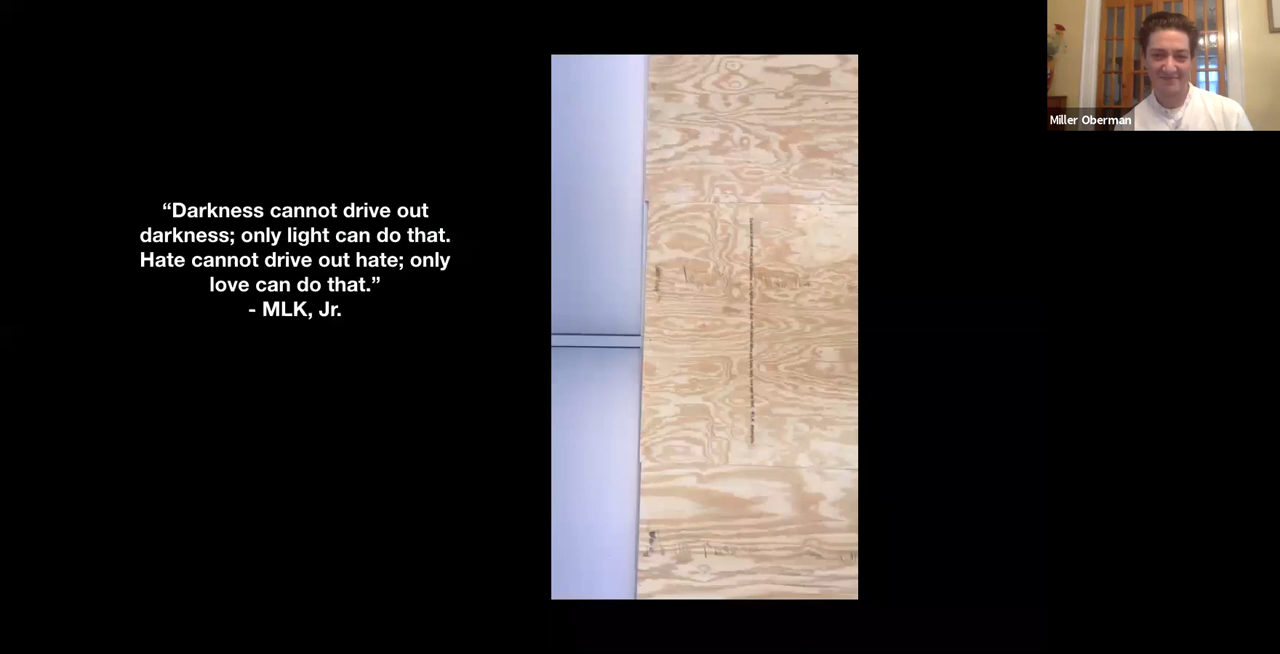 “Darkness cannot drive out
darkness; only light can do that.
Hate cannot drive out hate; only
love can do that.”
- MLK, Jr.
Miller Oberman